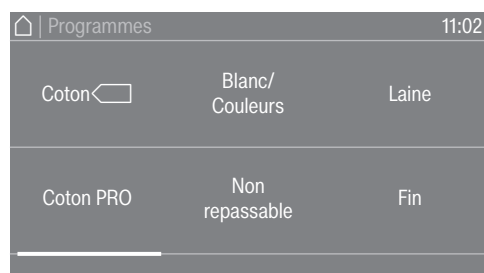 | Programmes 11:02
Coton Blanc/ Laine
Couleurs
Coton PRO Non Fin
repassable